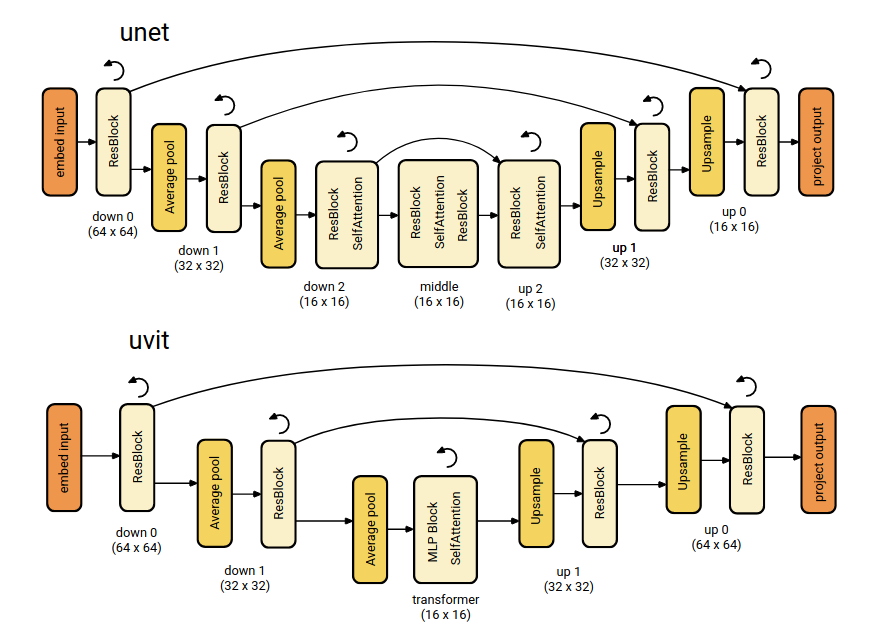 unet
embed input
ResBlock
down 0
(64 x 64)
Average pool
ResBlock
down 1
(32 x 32)
Average pool
ResBlock
SelfAttention
down 2
(16 x 16)
ResBlock
SelfAttention
ResBlock
middle
(16 x 16)
ResBlock
SelfAttention
up 2
(16 x 16)
Upsample
ResBlock
up 1
(32 x 32)
Upsample
ResBlock
up 0
(16 x 16)
project output
uvit
embed input
ResBlock
down 0
(64 x 64)
Average pool
ResBlock
down 1
(32 x 32)
Average pool
MLP Block
SelfAttention
transformer
(16 x 16)
Upsample
ResBlock
up 1
(32 x 32)
Upsample
ResBlock
up 0
(64 x 64)
project output